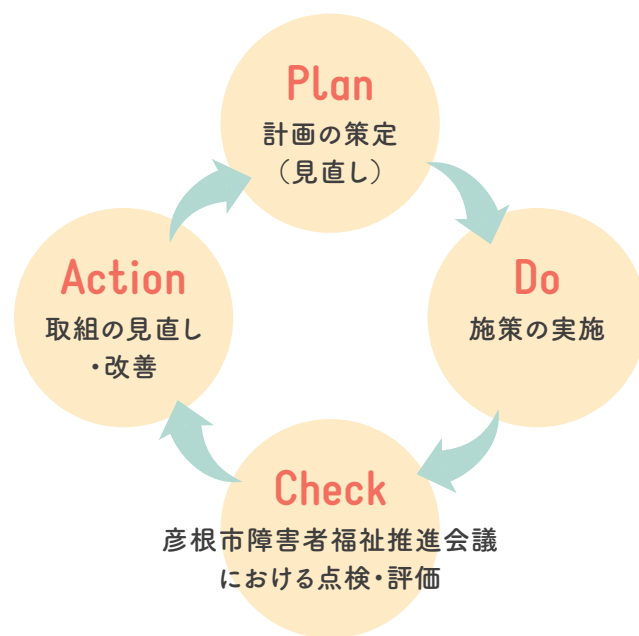 Plan
計画の策定
（見直し）
Do
施策の実施
Check
彦根市障害者福祉推進会議
における点検・評価
Action
取組の見直し
・改善